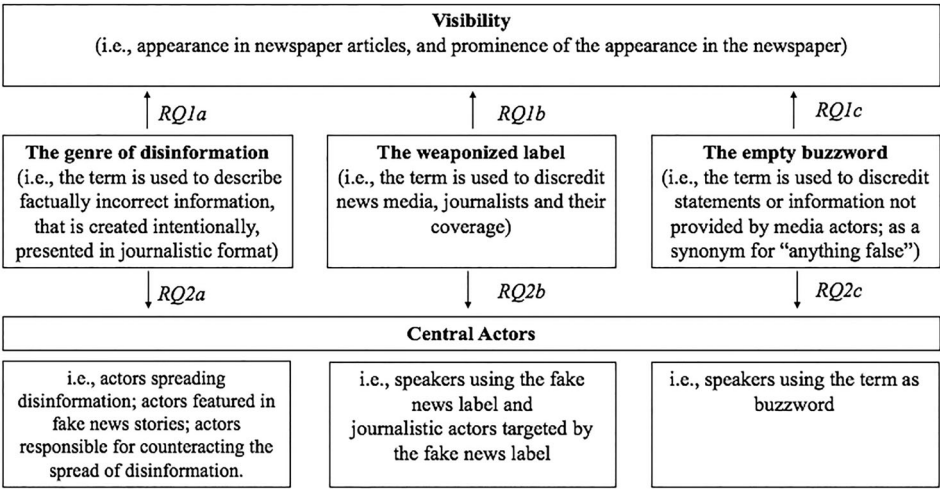 Visibility
(i.e., appearance in newspaper articles, and prominence of the appearance in the newspaper)
RQ1a
RQ1b
RQ1c
The genre of disinformation
(i.e., the term is used to describe
factually incorrect information,
that is created intentionally,
presented in journalistic format)
The weaponized label
(i.e., the term is used to discredit
news media, journalists and their
coverage)
The empty buzzword
(i.e., the term is used to discredit
statements or information not
provided by media actors; as a
synonym for “anything false”)
RQ2a
RQ2b
RQ2c
Central Actors
i.e., actors spreading
disinformation; actors featured in
fake news stories; actors
responsible for counteracting the
spread of disinformation.
i.e., speakers using the fake
news label and
journalistic actors targeted by
the fake news label
i.e., speakers using the term as
buzzword